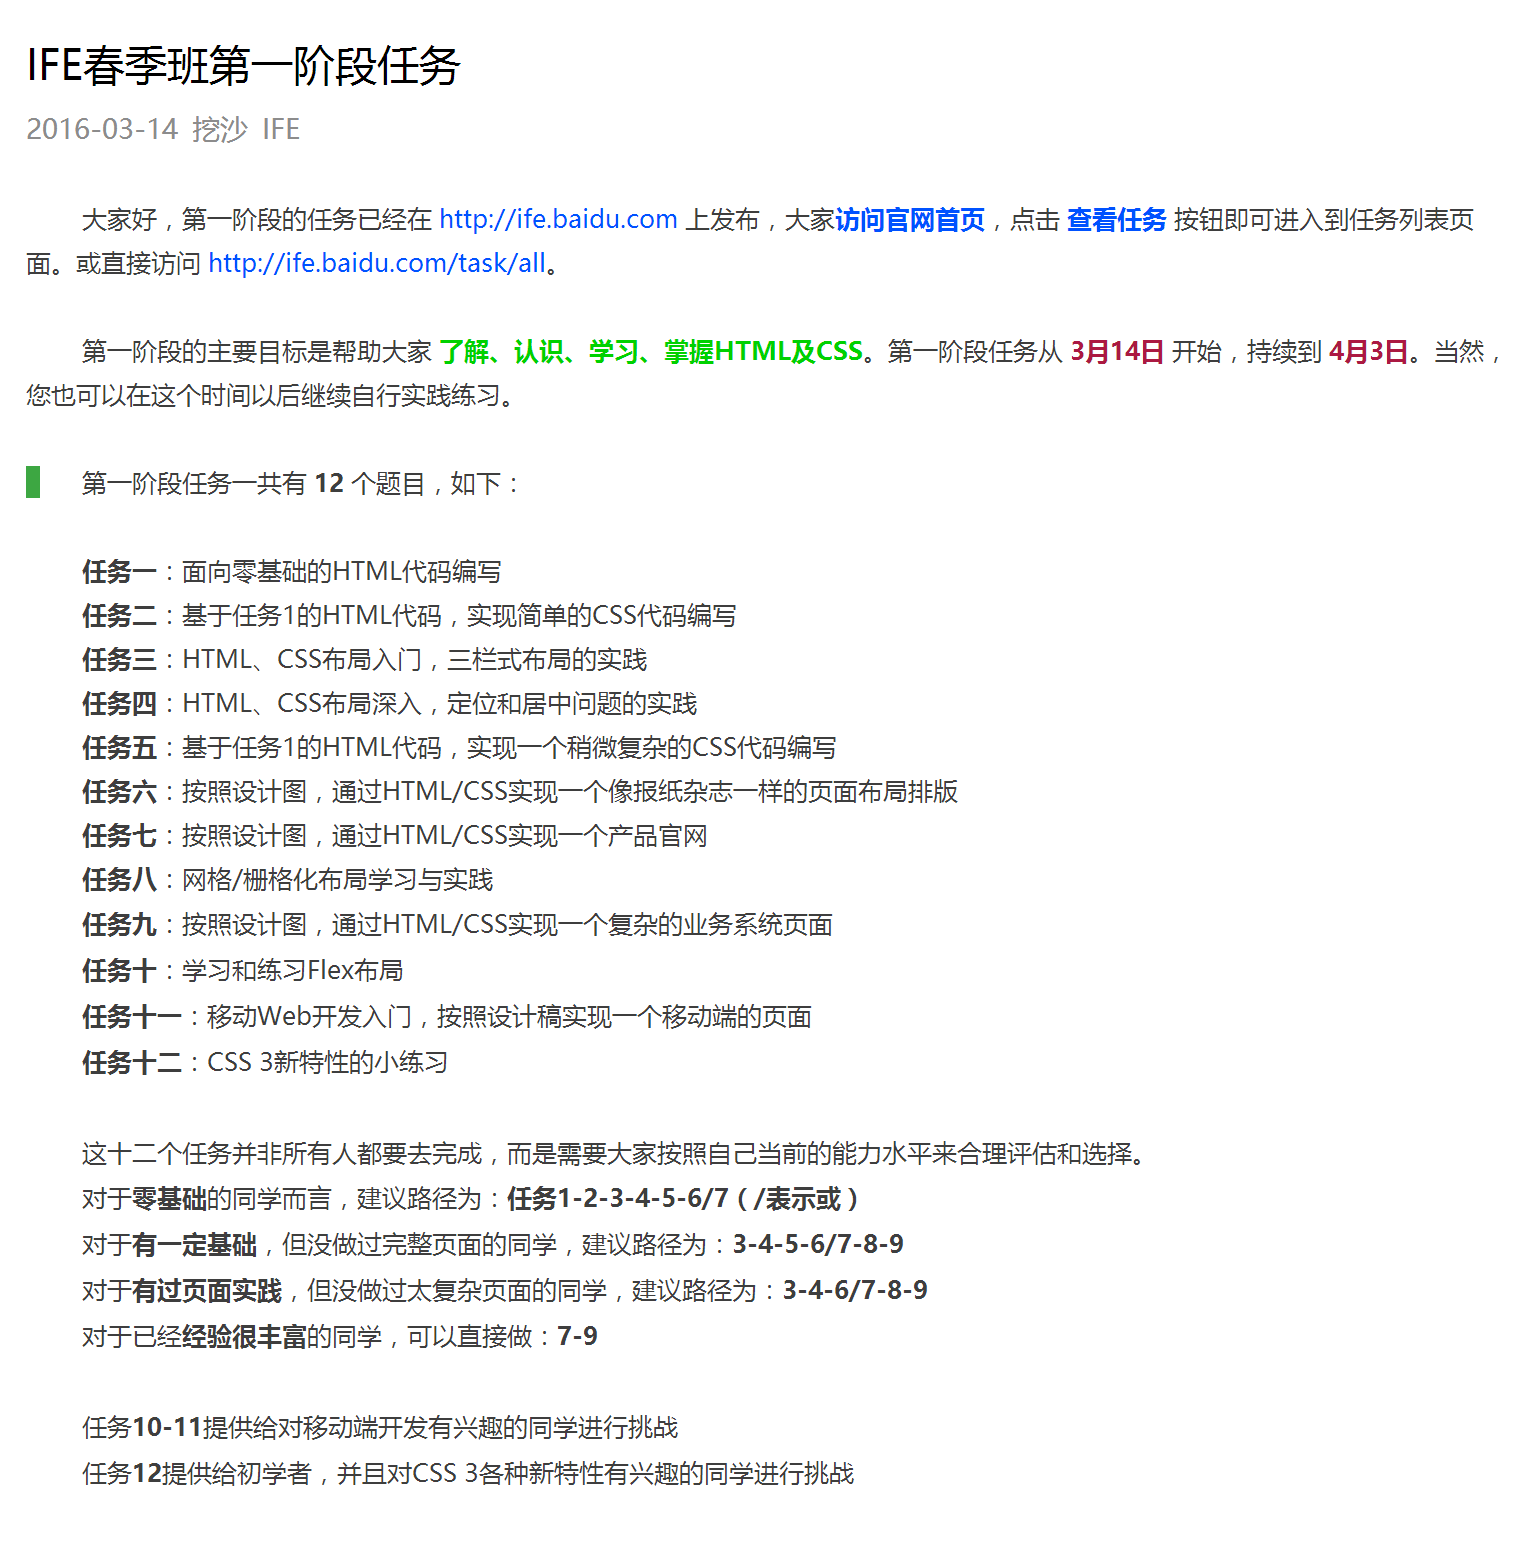 IFE春季班第一阶段任务
2016-03-14 挖沙 IFE
大家好，第一阶段的任务已经在 http://ife.baidu.com 上发布，大家访问官网首页，点击 查看任务 按钮即可进入到任务列表页
面。或直接访问 http://ife.baidu.com/task/all。
第一阶段的主要目标是帮助大家 了解、认识、学习、掌握HTML及CSS。第一阶段任务从 3月14日 开始，持续到 4月3日。当然，
您也可以在这个时间以后继续自行实践练习。
第一阶段任务一共有 12 个题目，如下：
任务一：面向零基础的HTML代码编写
任务二：基于任务1的HTML代码，实现简单的CSS代码编写
任务三：HTML、CSS布局入门，三栏式布局的实践
任务四：HTML、CSS布局深入，定位和居中问题的实践
任务五：基于任务1的HTML代码，实现一个稍微复杂的CSS代码编写
任务六：按照设计图，通过HTML/CSS实现一个像报纸杂志一样的页面布局排版
任务七：按照设计图，通过HTML/CSS实现一个产品官网
任务八：网格/栅格化布局学习与实践
任务九：按照设计图，通过HTML/CSS实现一个复杂的业务系统页面
任务十：学习和练习Flex布局
任务十一：移动Web开发入门，按照设计稿实现一个移动端的页面
任务十二：CSS 3新特性的小练习
这十二个任务并非所有人都要去完成，而是需要大家按照自己当前的能力水平来合理评估和选择。
对于零基础的同学而言，建议路径为：任务1-2-3-4-5-6/7（/表示或）
对于有一定基础，但没做过完整页面的同学，建议路径为：3-4-5-6/7-8-9
对于有过页面实践，但没做过太复杂页面的同学，建议路径为：3-4-6/7-8-9
对于已经经验很丰富的同学，可以直接做：7-9
任务10-11提供给对移动端开发有兴趣的同学进行挑战
任务12提供给初学者，并且对CSS 3各种新特性有兴趣的同学进行挑战